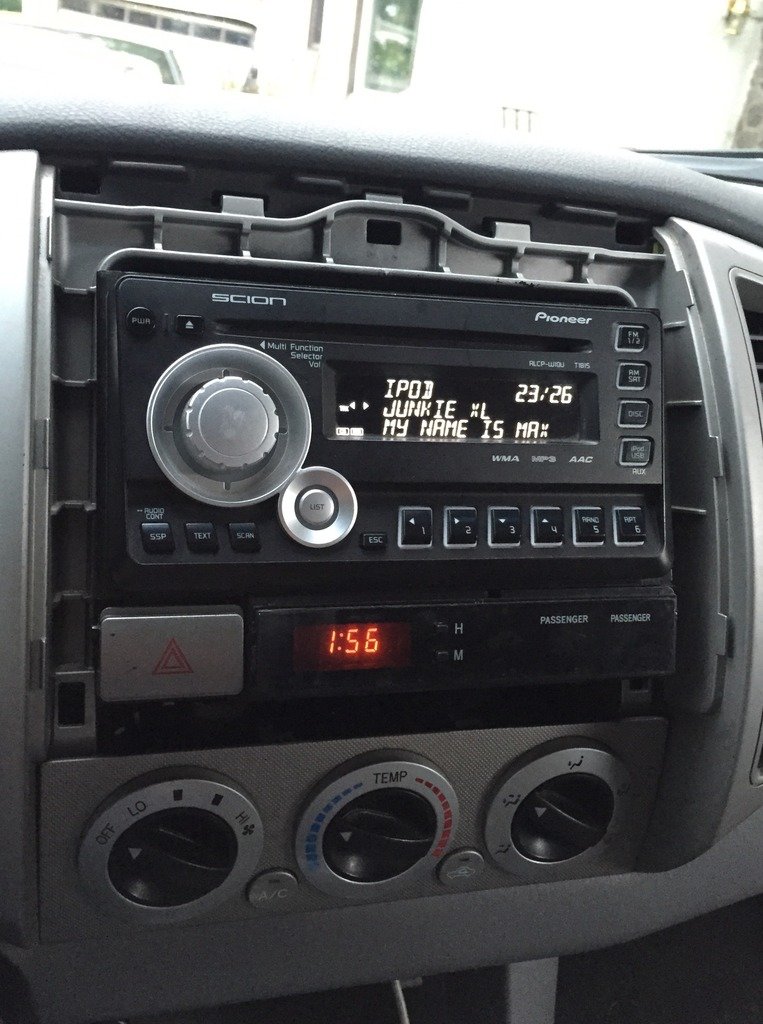 SCION
Pioneer
PWR
Multi Function
Selector
Vol
T1815
FM
1/2
AM
SAT
DISC
iPod
USB
AUX
IPOD 23/26
JUNKIE XL
MY NAME IS MAX
WMA MP3 AAC
AUDIO
CONT
SSP TEXT SCAN
LIST
ESC
1 2 3 4 RAND 5 RPT 6
1:56
H
M
PASSENGER PASSENGER
OFF LO HI
TEMP
A/C